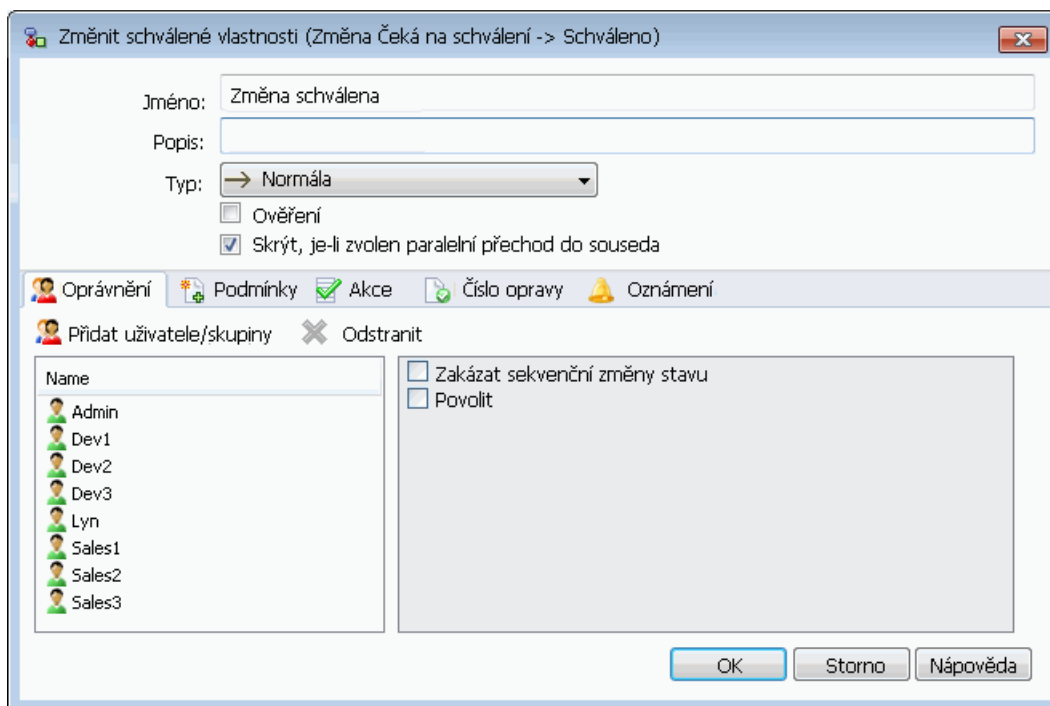 Změnit schválené vlastnosti (Změna Čeká na schválení -> Schváleno)
Jméno: Změna schválena
Popis:
Typ: Normála
Ověření
Skrýt, je-li zvolen paralelní přechod do souseda
Oprávnění Podmínky Akce Číslo opravy Oznámení
Přidat uživatele/skupiny Odstranit
Name
Admin
Dev1
Dev2
Dev3
Lyn
Sales1
Sales2
Sales3
Zakázat sekvenční změny stavu
Povolit
OK Storno Nápověda